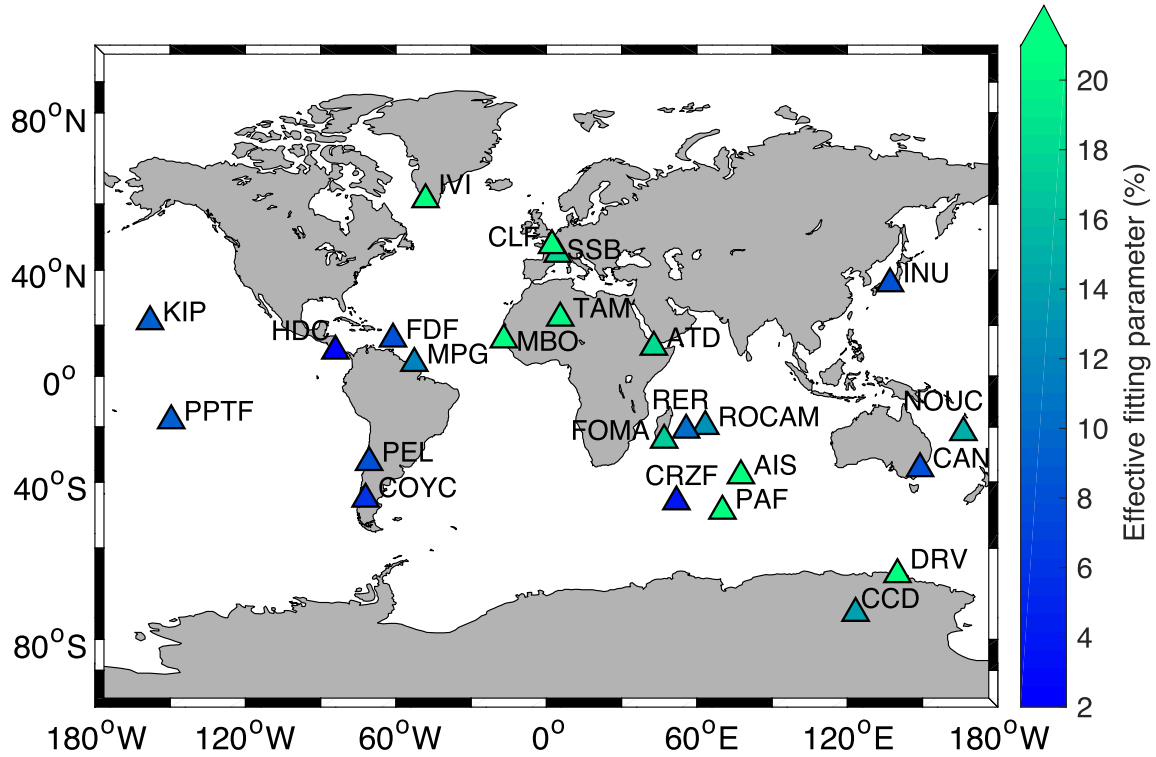 80°N
40°N
0°
40°S
80°S
180°W
120°W
60°W
0°
60°E
120°W
180°W
IVI
CLF
SSB
INU
KIP
TAM
HDC
FDF
MBO
ATD
MPG
RER
NOUC
PPTF
ROCAM
FOMA
PEL
CAN
CRZF
AIS
COYC
PAF
DRV
CCD
20
18
16
14
12
10
8
6
4
2
Effective fitting parameter (%)